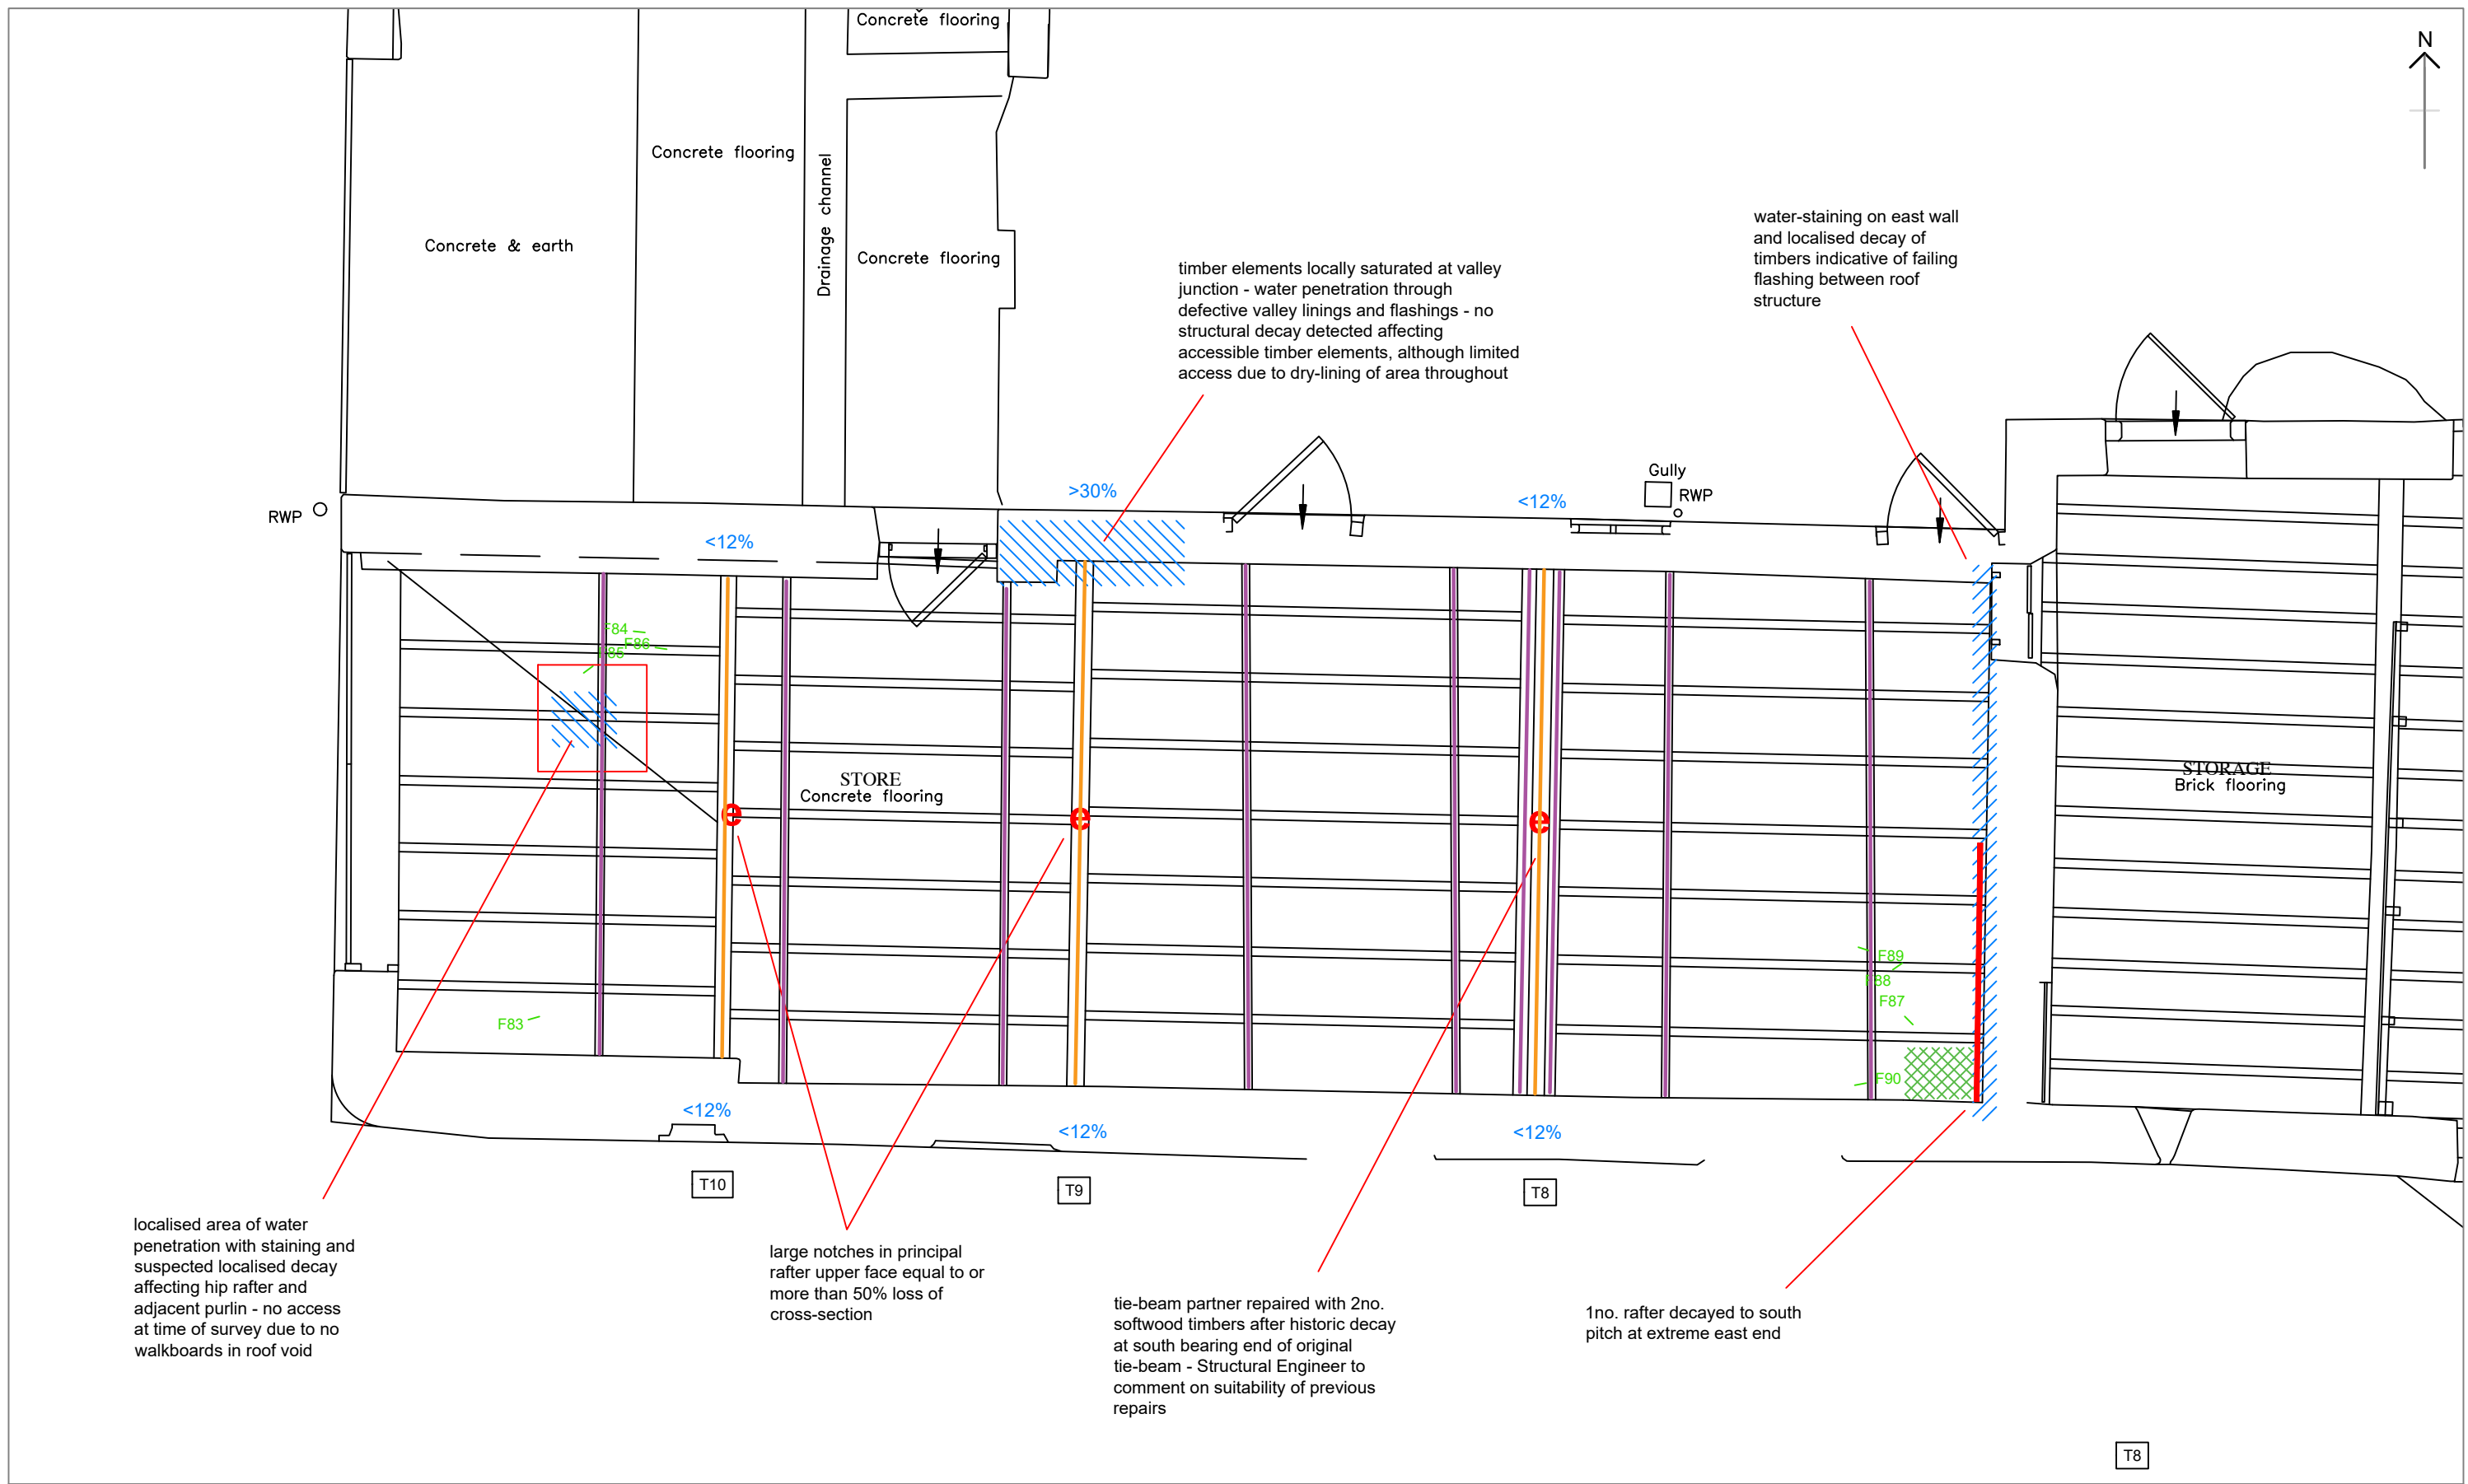 Concrete flooring
N
Concrete flooring
Drainage channel
Concrete & earth
Concrete flooring
water-staining on east wall
and localised decay of
timbers indicative of failing
flashing between roof
structure
timber elements locally saturated at valley
junction - water penetration through
defective valley linings and flashings - no
structural decay detected affecting
accessible timber elements, although limited
access due to dry-lining of area throughout
Gully
RWP
RWP
>30%
<12%
<12%
F84
F86
F85
STORE
Concrete flooring
STORAGE
Brick flooring
e
e
e
F89
F88
F87
F83
F90
<12%
<12%
<12%
T10
T9
T8
localised area of water
penetration with staining and
suspected localised decay
affecting hip rafter and
adjacent purlin - no access
at time of survey due to no
walkboards in roof void
large notches in principal
rafter upper face equal to or
more than 50% loss of
cross-section
tie-beam partner repaired with 2no.
softwood timbers after historic decay
at south bearing end of original
tie-beam - Structural Engineer to
comment on suitability of previous
repairs
1no. rafter decayed to south
pitch at extreme east end
T8